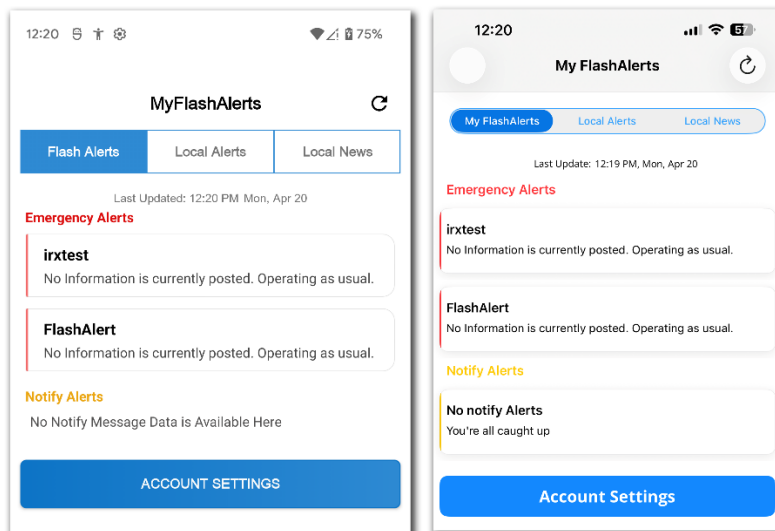 12:20
75%
MyFlashAlerts
Flash Alerts
Local Alerts
Local News
Last Updated: 12:20 PM Mon, Apr 20
Emergency Alerts
irxtest
No Information is currently posted. Operating as usual.
FlashAlert
No Information is currently posted. Operating as usual.
Notify Alerts
No Notify Message Data is Available Here
ACCOUNT SETTINGS
12:20
57
My FlashAlerts
My FlashAlerts
Local Alerts
Local News
Last Update: 12:19 PM, Mon, Apr 20
Emergency Alerts
irxtest
No Information is currently posted. Operating as usual.
FlashAlert
No Information is currently posted. Operating as usual.
Notify Alerts
No notify Alerts
You're all caught up
Account Settings